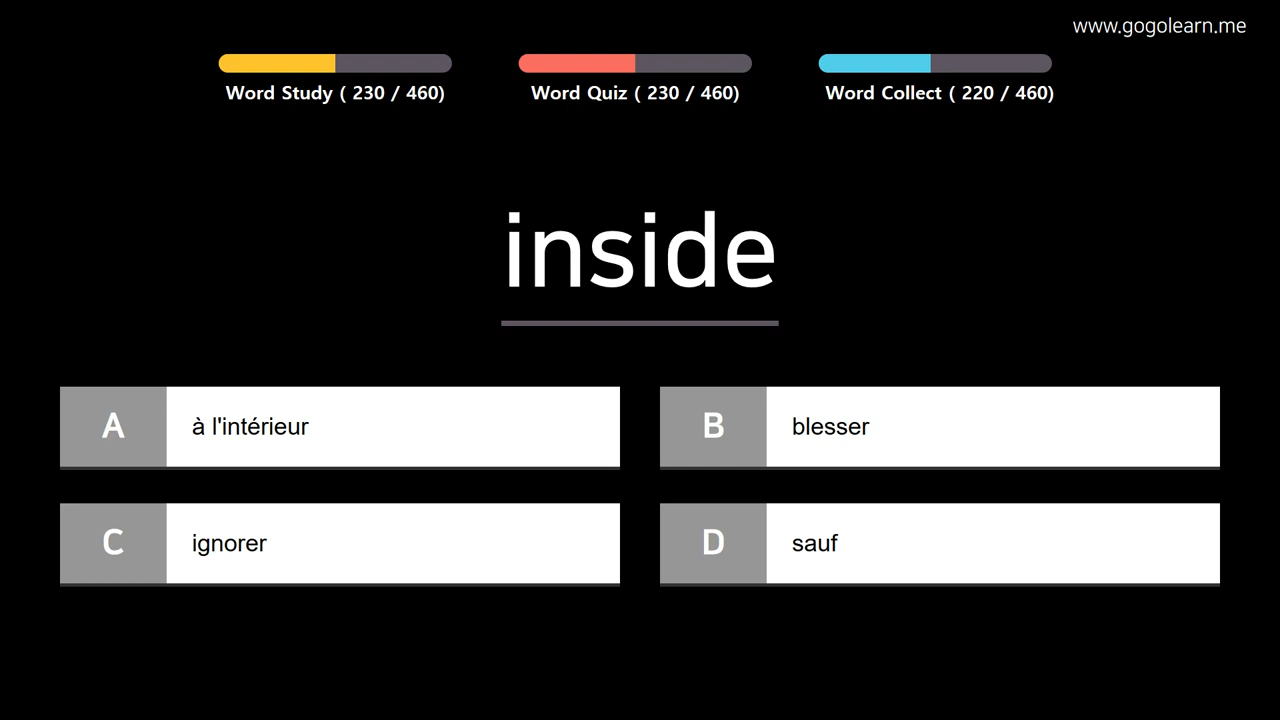 www.gogolearn.me
Word Study ( 230 / 460)
Word Quiz ( 230 / 460)
Word Collect ( 220 / 460)
inside
A
à l'intérieur
B
blesser
C
ignorer
D
sauf